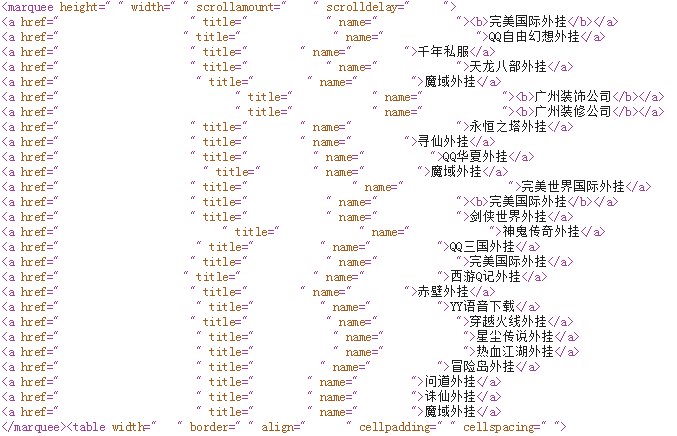 <marquee height=" " width=" " scrollamount=" " scrolldelay=" ">
<a href=" " title=" " name=" "><b>完美国际外挂</b></a>
<a href=" " title=" " name=" ">QQ自由幻想外挂</a>
<a href=" " title=" " name=" ">千年私服</a>
<a href=" " title=" " name=" ">天龙八部外挂</a>
<a href=" " title=" " name=" ">魔域外挂</a>
<a href=" " title=" " name=" "><b>广州装饰公司</b></a>
<a href=" " title=" " name=" "><b>广州装修公司</b></a>
<a href=" " title=" " name=" ">永恒之塔外挂</a>
<a href=" " title=" " name=" ">寻仙外挂</a>
<a href=" " title=" " name=" ">QQ华夏外挂</a>
<a href=" " title=" " name=" ">魔域外挂</a>
<a href=" " title=" " name=" ">完美世界国际外挂</a>
<a href=" " title=" " name=" "><b>完美国际外挂</b></a>
<a href=" " title=" " name=" ">剑侠世界外挂</a>
<a href=" " title=" " name=" ">神鬼传奇外挂</a>
<a href=" " title=" " name=" ">QQ三国外挂</a>
<a href=" " title=" " name=" ">完美国际外挂</a>
<a href=" " title=" " name=" ">西游Q记外挂</a>
<a href=" " title=" " name=" ">赤壁外挂</a>
<a href=" " title=" " name=" ">YY语音下载</a>
<a href=" " title=" " name=" ">穿越火线外挂</a>
<a href=" " title=" " name=" ">星尘传说外挂</a>
<a href=" " title=" " name=" ">热血江湖外挂</a>
<a href=" " title=" " name=" ">冒险岛外挂</a>
<a href=" " title=" " name=" ">问道外挂</a>
<a href=" " title=" " name=" ">诛仙外挂</a>
<a href=" " title=" " name=" ">魔域外挂</a>
</marquee><table width=" " border=" " align=" " cellpadding=" " cellspacing=" ">